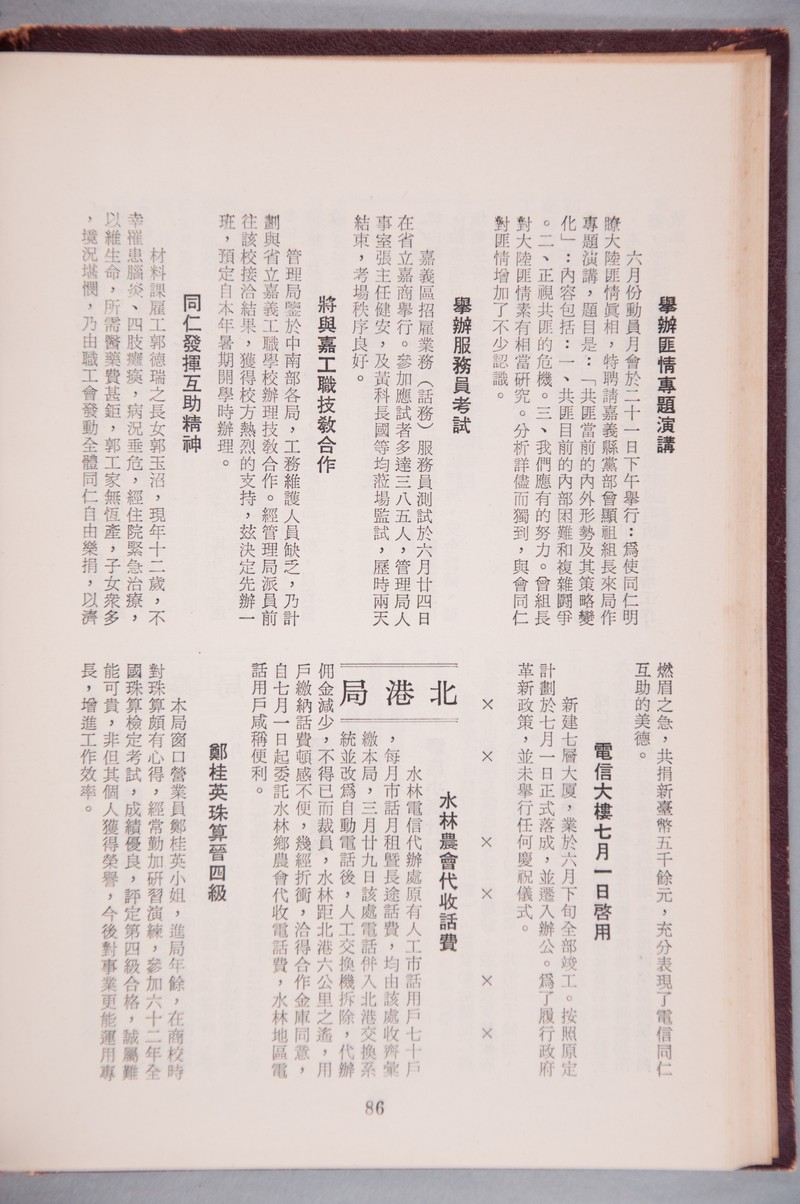 舉辦匪情專題演講
六月份動員月會於二十一日下午舉行：爲使同仁明
瞭大陸匪情眞相，特聘請嘉義縣黨部曾顯祖組長來局作
專題演講，題目是：「共匪當前的內外形勢及其策略變
化」：內容包括：一、共匪目前的內部困難和複雜鬪爭
。二、正視共匪的危機。三、我們應有的努力。曾組長
對大陸匪情素有相當研究。分析詳儘而獨到，與會同仁
對匪情增加了不少認識。
舉辦服務員考試
嘉義區招雇業務（話務）服務員測試於六月廿四日
在省立嘉商舉行。參加應試者多達三八五人，管理局人
事室張主任健安，及黃科長國等均蒞場監試，歷時兩天
結束，考場秩序良好。
將與嘉工職技敎合作
管理局鑒於中南部各局，工務維護人員缺乏，乃計
劃與省立嘉義工職學校辦理技敎合作。經管理局派員前
往該校接洽結果，獲得校方熱烈的支持，玆決定先辦一
班，預定自本年暑期開學時辦理。
同仁發揮互助精神
材料課雇工郭德瑞之長女郭玉沼，現年十二歲，不
幸罹患腦炎、四肢癱瘓，病況垂危，經住院緊急治療，
以維生命，所需醫藥費甚鉅，郭工家無恆產，子女衆多
，境況堪憫，乃由職工會發動全體同仁自由樂捐，以濟
燃眉之急，共捐新臺幣五千餘元，充分表現了電信同仁
互助的美德。
電信大樓七月一日啓用
新建七層大厦，業於六月下旬全部竣工。按照原定
計劃於七月一日正式落成，並遷入辦公。爲了履行政府
革新政策，並未舉行任何慶祝儀式。
× × × × × ×
北港局
水林農會代收話費
水林電信代辦處原有人工市話用戶七十戶
，每月市話月租曁長途話費，均由該處收齊彙
繳本局，三月廿九日該處電話併入北港交換系
統並改爲自動電話後，人工交換機拆除，代辦
佣金減少，不得已而裁員，水林距北港六公里之遙，用
戶繳納話費頓感不便，幾經折衝，洽得合作金庫同意，
自七月一日起委託水林鄉農會代收電話費，水林地區電
話用戶咸稱便利。
鄭桂英珠算晉四級
本局窗口營業員鄭桂英小姐，進局年餘，在商校時
對珠算頗有心得，經常勤加研習演練，參加六十二年全
國珠算檢定考試，成績優良，評定第四級合格，誠屬難
能可貴，非但其個人獲得榮譽，今後對事業更能運用專
長，增進工作效率。
86